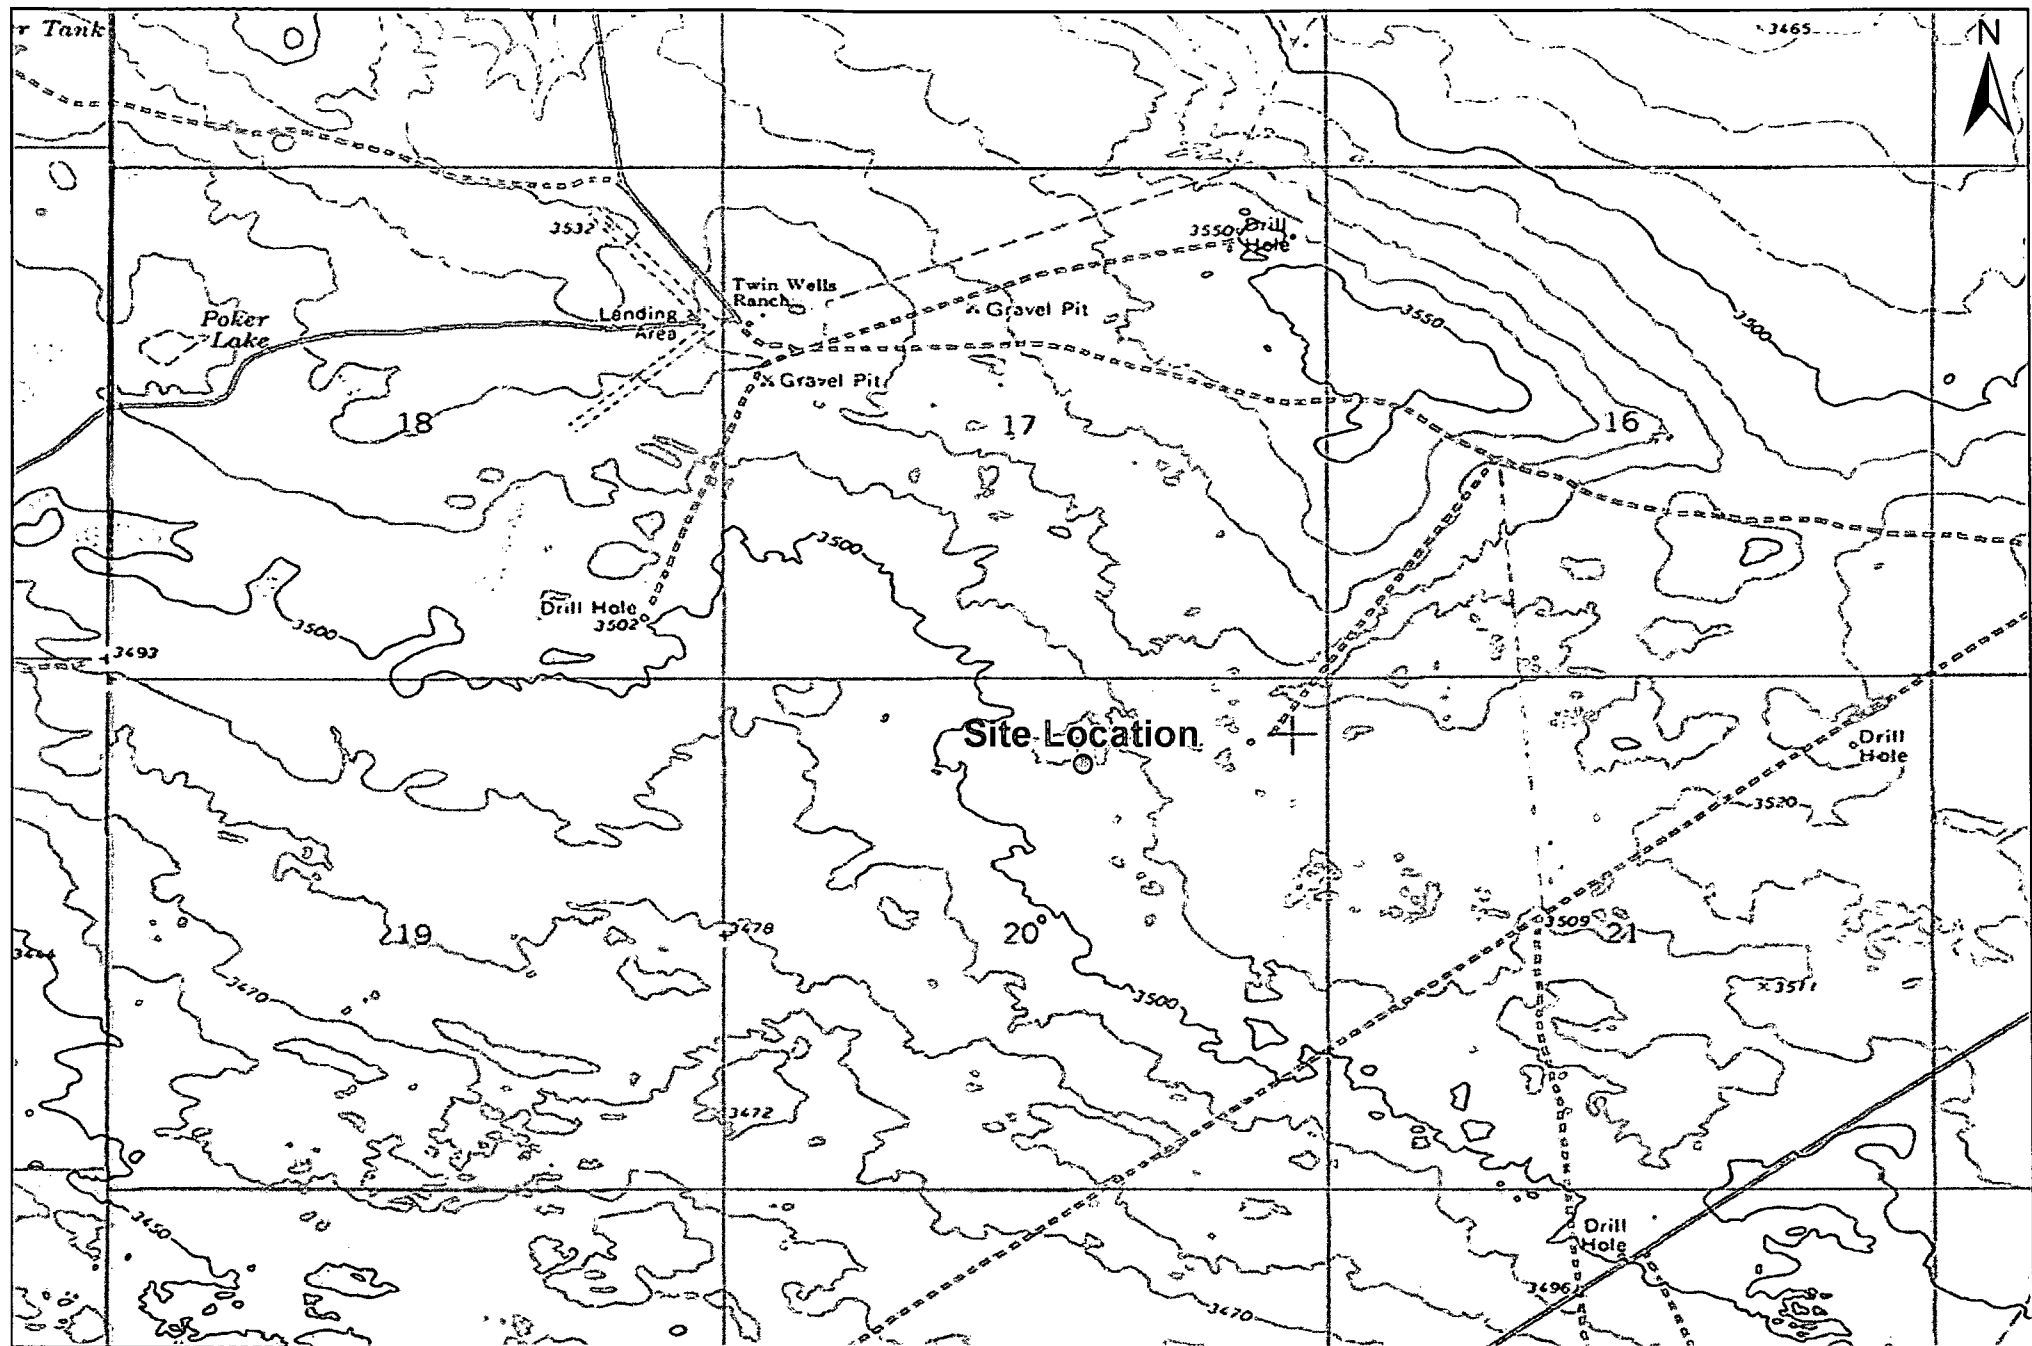 r Tank
3465
N
3532
3550
Drill
Hole
Twin Wells
Ranch
Landing
Area
Gravel Pit
Poker
Lake
3550
3500
Gravel Pit
18
17
16
3500
Drill Hole
3502
3500
3493
Site Location
Drill
Hole
3520
19
3478
20
3509
21
3470
3500
3511
3472
3450
Drill
Hole
3496
3470